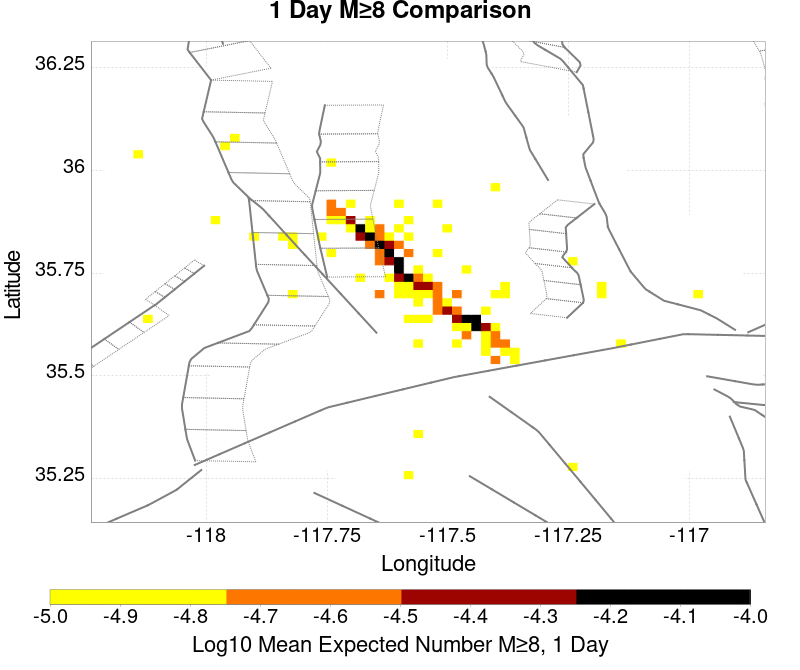 1 Day M≥8 Comparison
36.25
36
35.75
35.5
35.25
Latitude
-118
-117.75
-117.5
-117.25
-117
Longitude
-5.0 -4.9 -4.8 -4.7 -4.6 -4.5 -4.4 -4.3 -4.2 -4.1 -4.0
Log10 Mean Expected Number M≥8, 1 Day